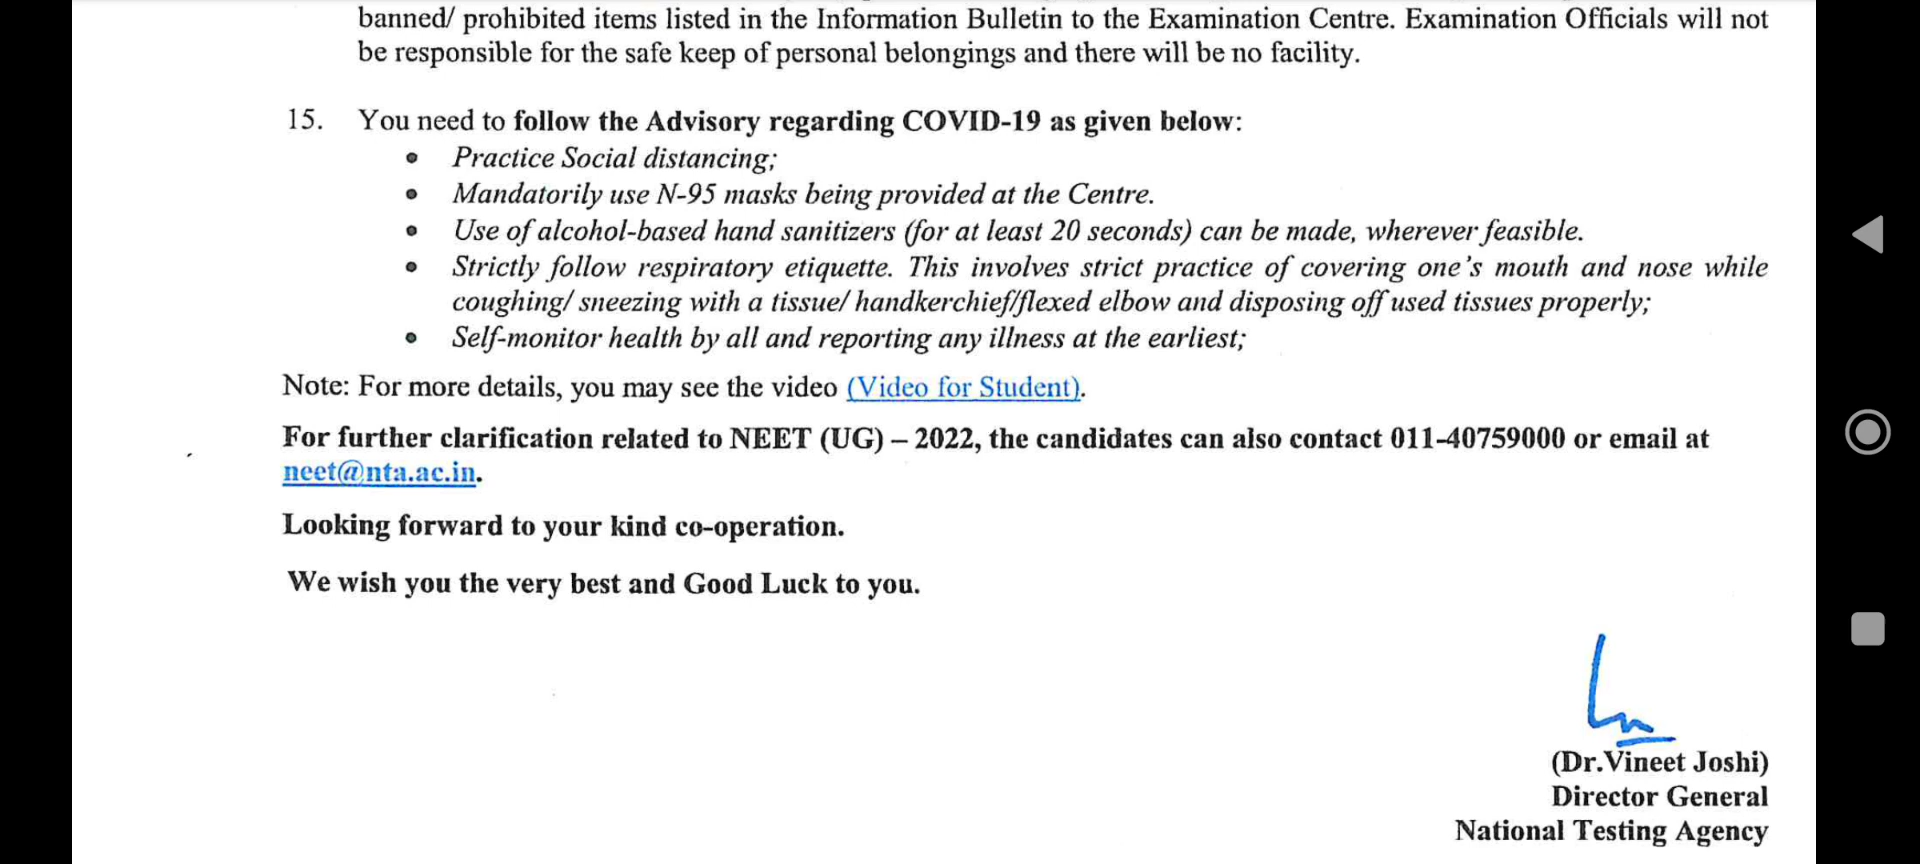 banned/ prohibited items listed in the Information Bulletin to the Examination Centre. Examination Officials will not
be responsible for the safe keep of personal belongings and there will be no facility.
15. You need to follow the Advisory regarding COVID-19 as given below:
• Practice Social distancing;
• Mandatorily use N-95 masks being provided at the Centre.
• Use of alcohol-based hand sanitizers (for at least 20 seconds) can be made, wherever feasible.
• Strictly follow respiratory etiquette. This involves strict practice of covering one's mouth and nose while
coughing/ sneezing with a tissue/ handkerchief/flexed elbow and disposing off used tissues properly;
• Self-monitor health by all and reporting any illness at the earliest;
Note: For more details, you may see the video (Video for Student).
For further clarification related to NEET (UG) – 2022, the candidates can also contact 011-40759000 or email at
neet@nta.ac.in.
Looking forward to your kind co-operation.
We wish you the very best and Good Luck to you.
(Dr.Vineet Joshi)
Director General
National Testing Agency